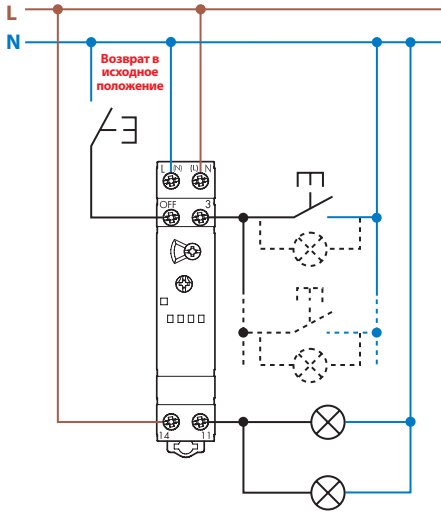 L
N
Возврат в
исходное
положение
L (N) (L) N
OFF 3
14 11